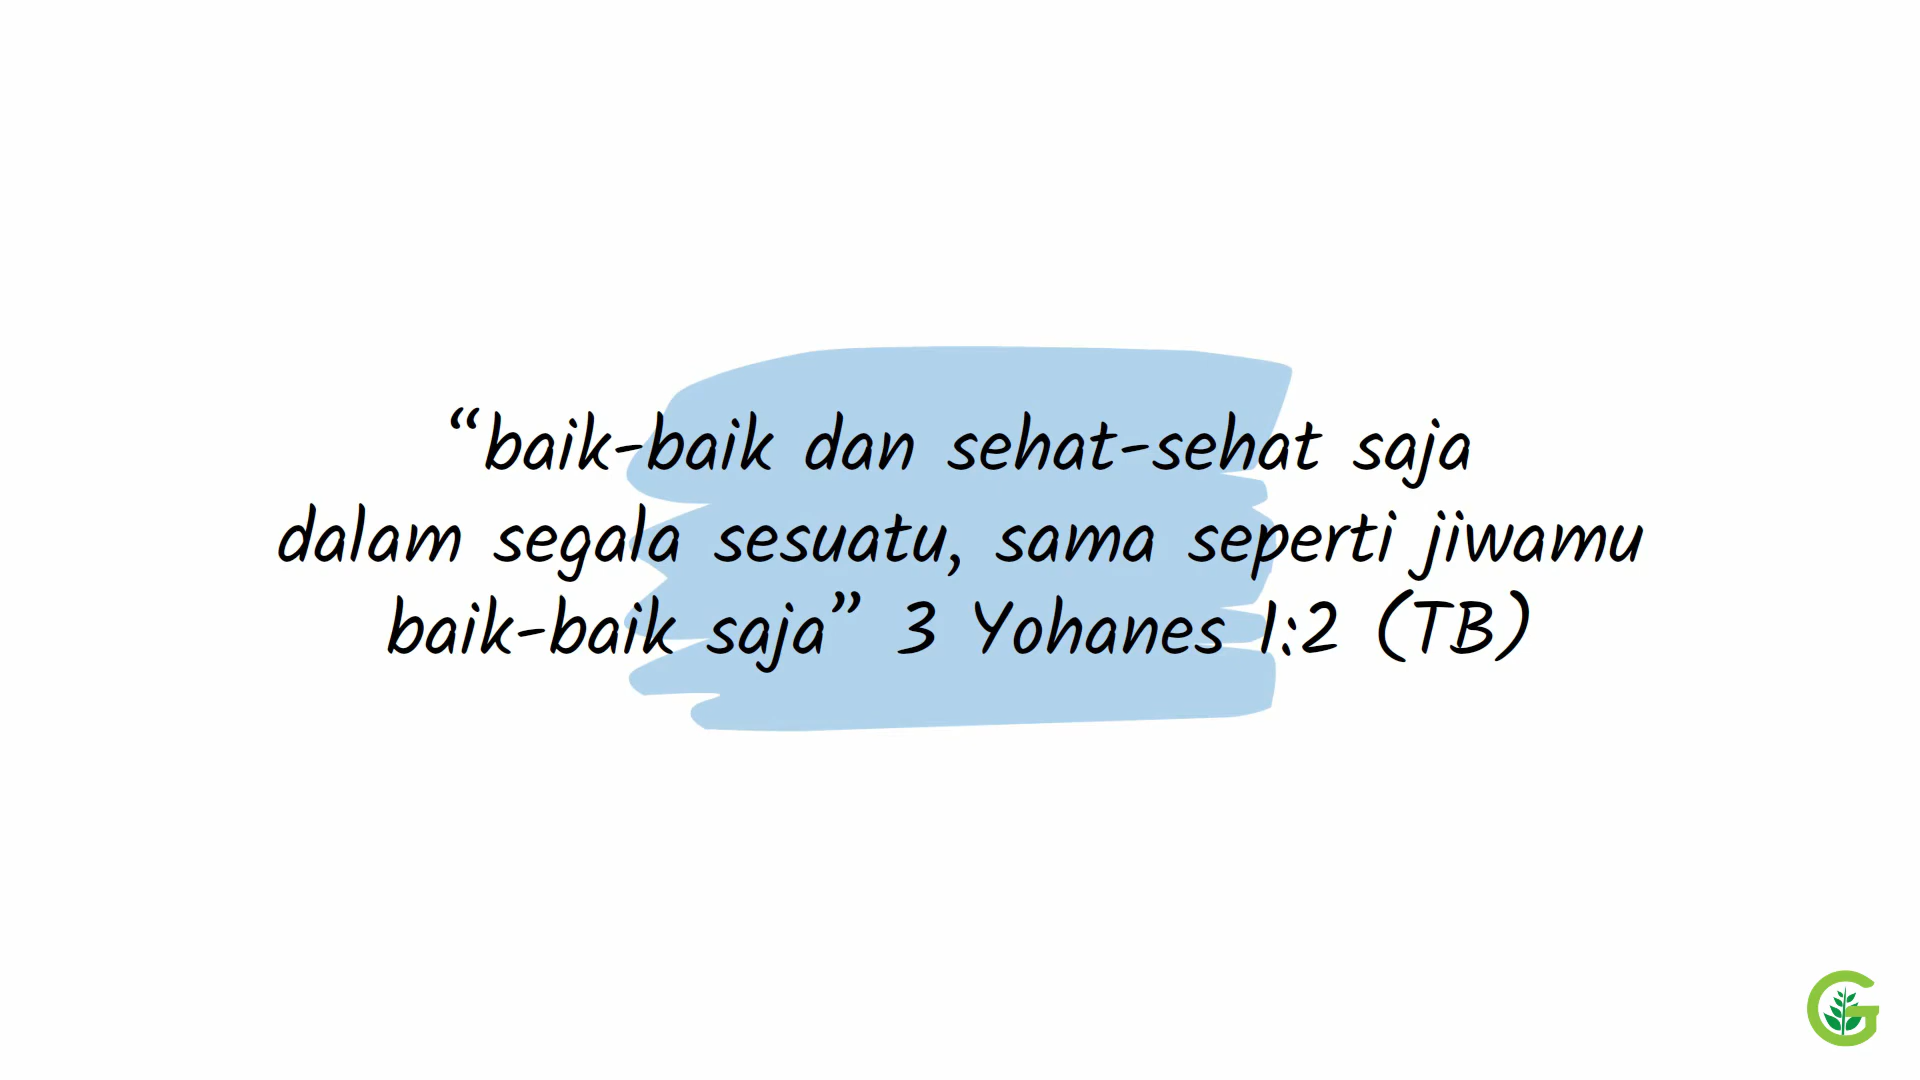 “baik-baik dan sehat-sehat saja
dalam segala sesuatu, sama seperti jiwamu
baik-baik saja” 3 Yohanes 1:2 (TB)